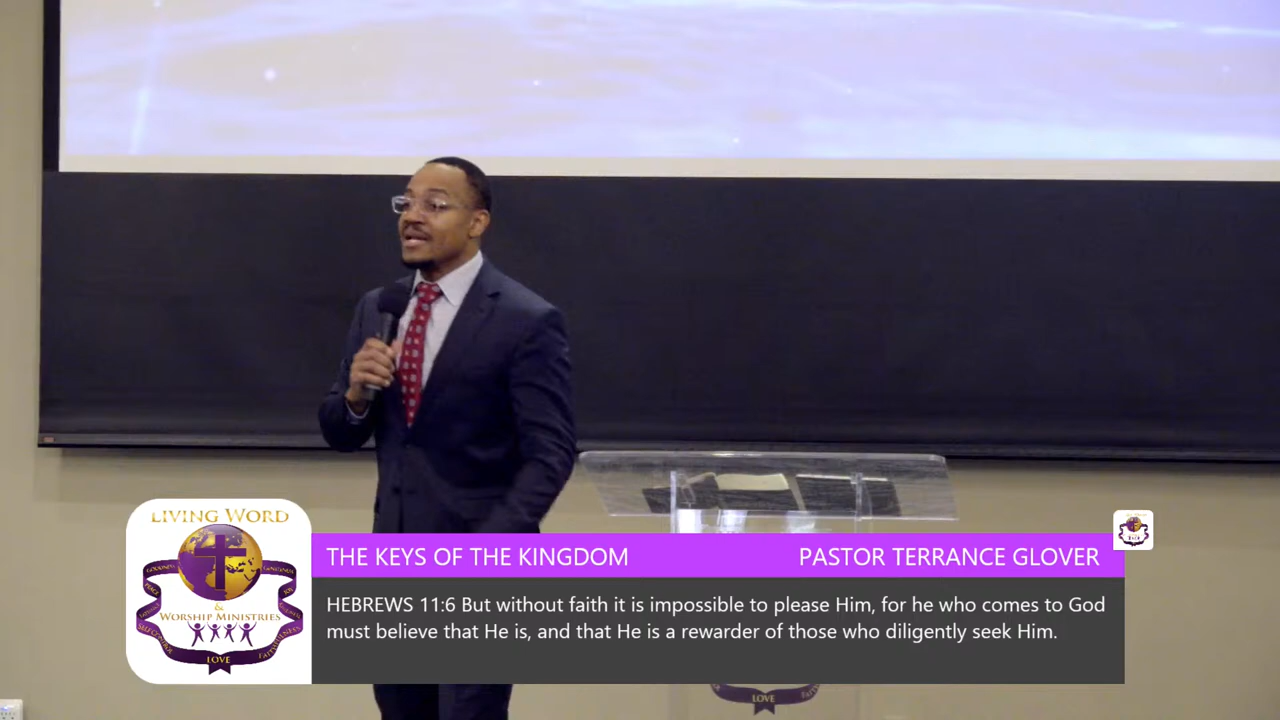 LIVING WORD
&
WORSHIP MINISTRIES
LOVE
THE KEYS OF THE KINGDOM
PASTOR TERRANCE GLOVER
HEBREWS 11:6 But without faith it is impossible to please Him, for he who comes to God
must believe that He is, and that He is a rewarder of those who diligently seek Him.
LOVE